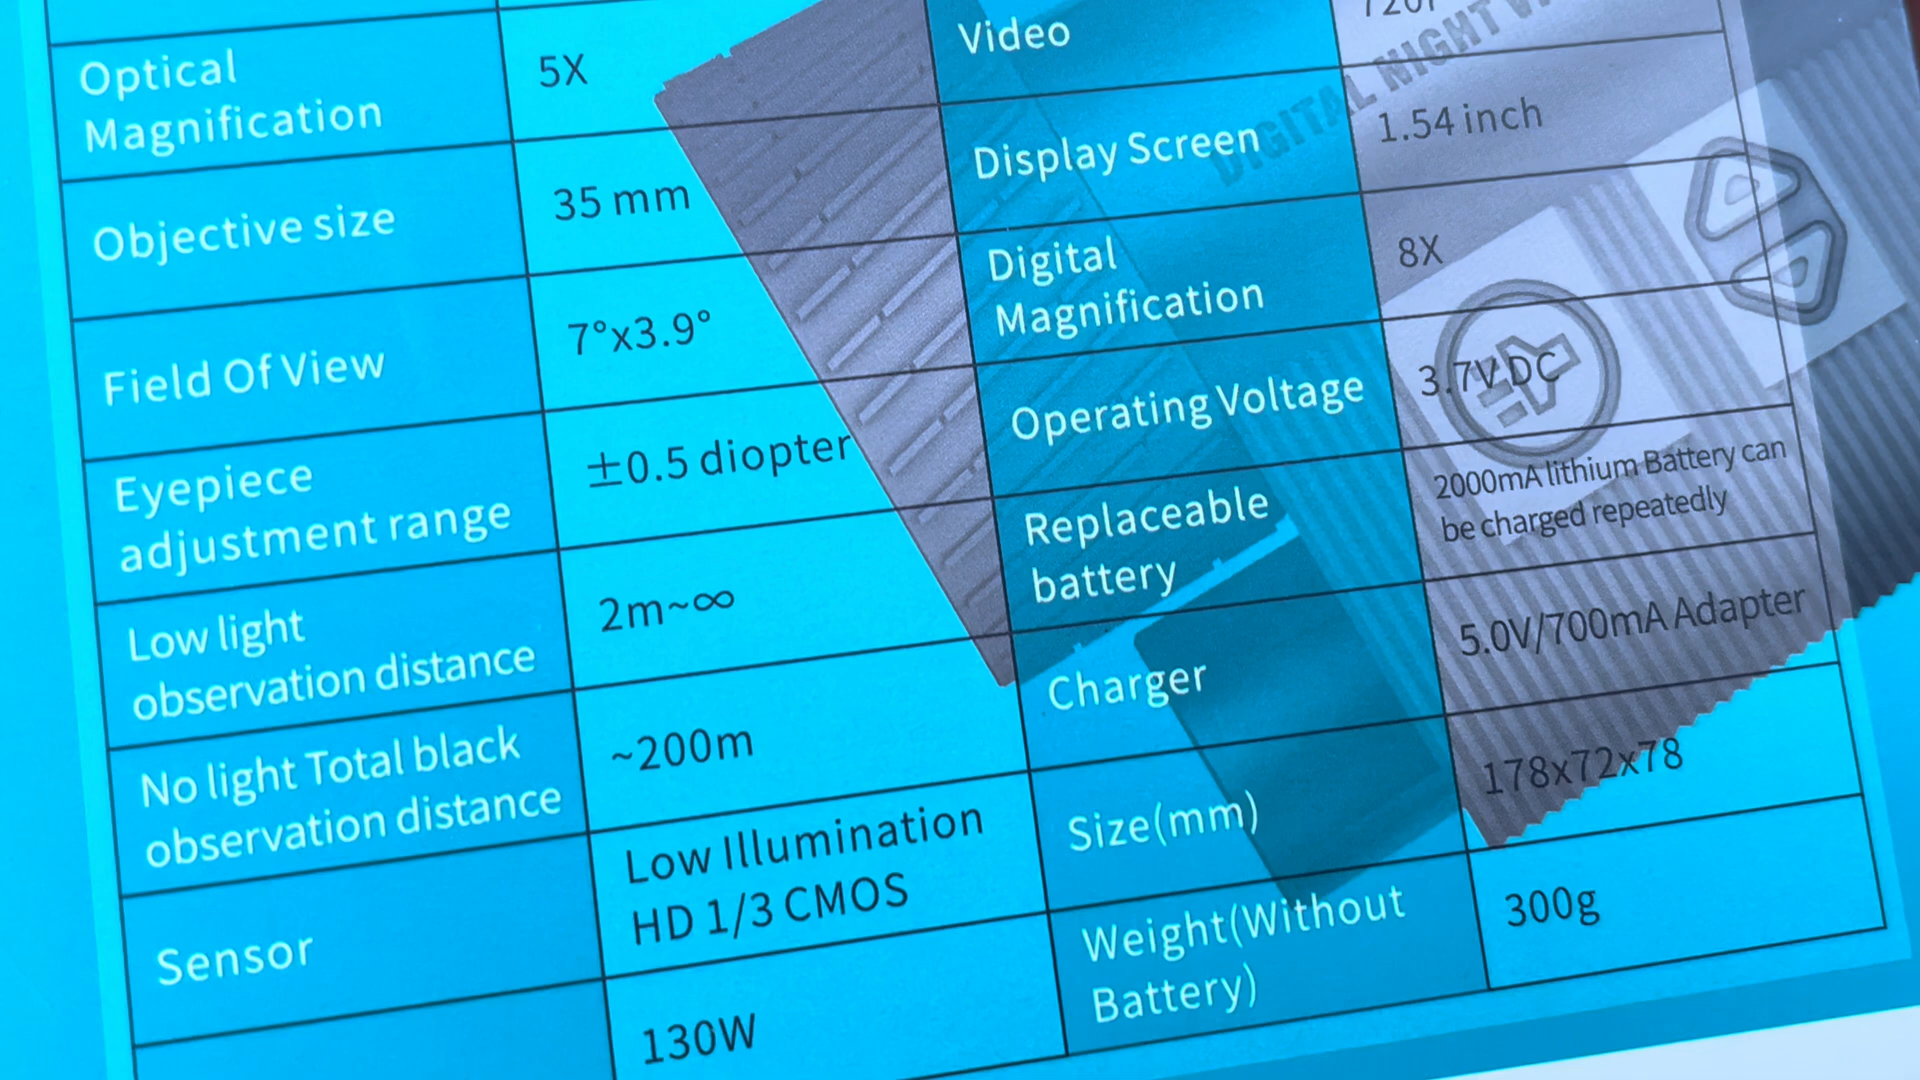 Optical
Magnification
5X
Objective size
35 mm
Field Of View
7°x3.9°
Eyepiece
adjustment range
±0.5 diopter
Low light
observation distance
2m~∞
No light Total black
observation distance
~200m
Sensor
Low Illumination
HD 1/3 CMOS
130W
Video
Display Screen
1.54 inch
Digital
Magnification
8X
Operating Voltage
3.7V DC
Replaceable
battery
2000mA lithium Battery can
be charged repeatedly
Charger
5.0V/700mA Adapter
Size(mm)
178x72x78
Weight(Without
Battery)
300g
DIGITAL NIGHT